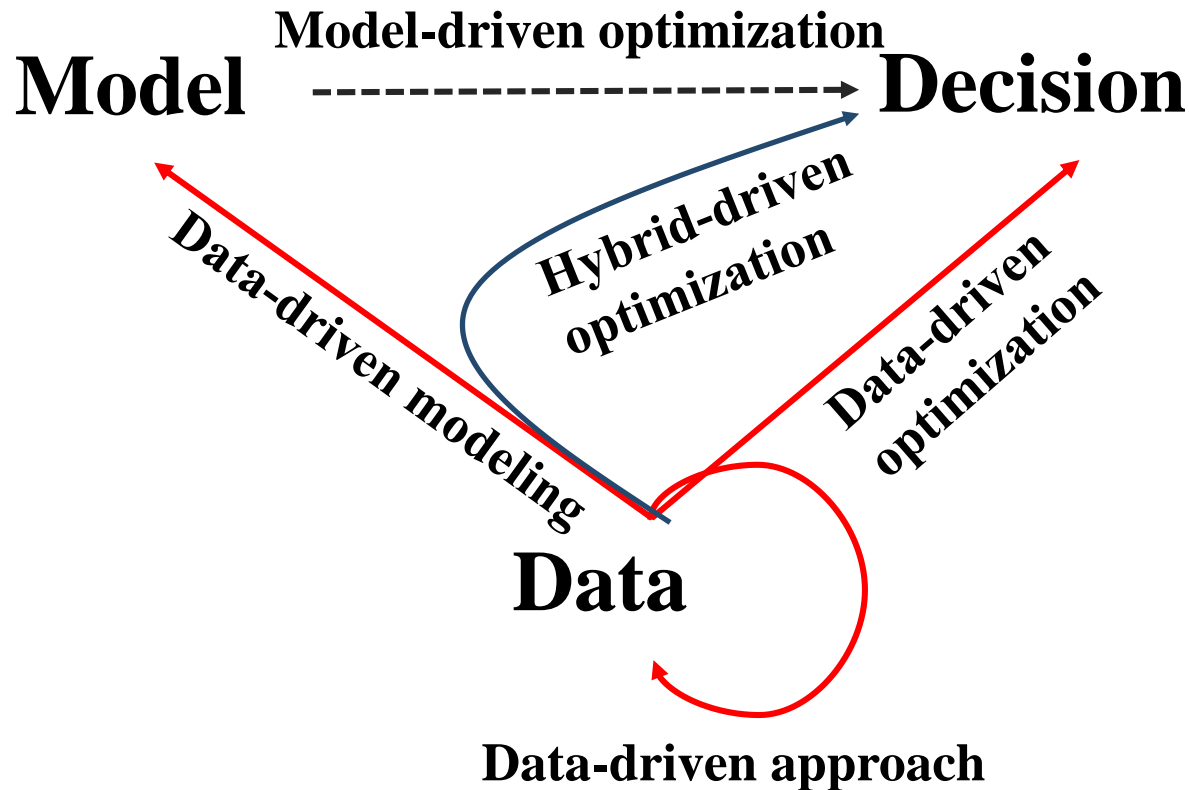 Model-driven optimization
Model
Decision
Hybrid-driven
optimization
Data-driven modeling
Data-driven
optimization
Data
Data-driven approach